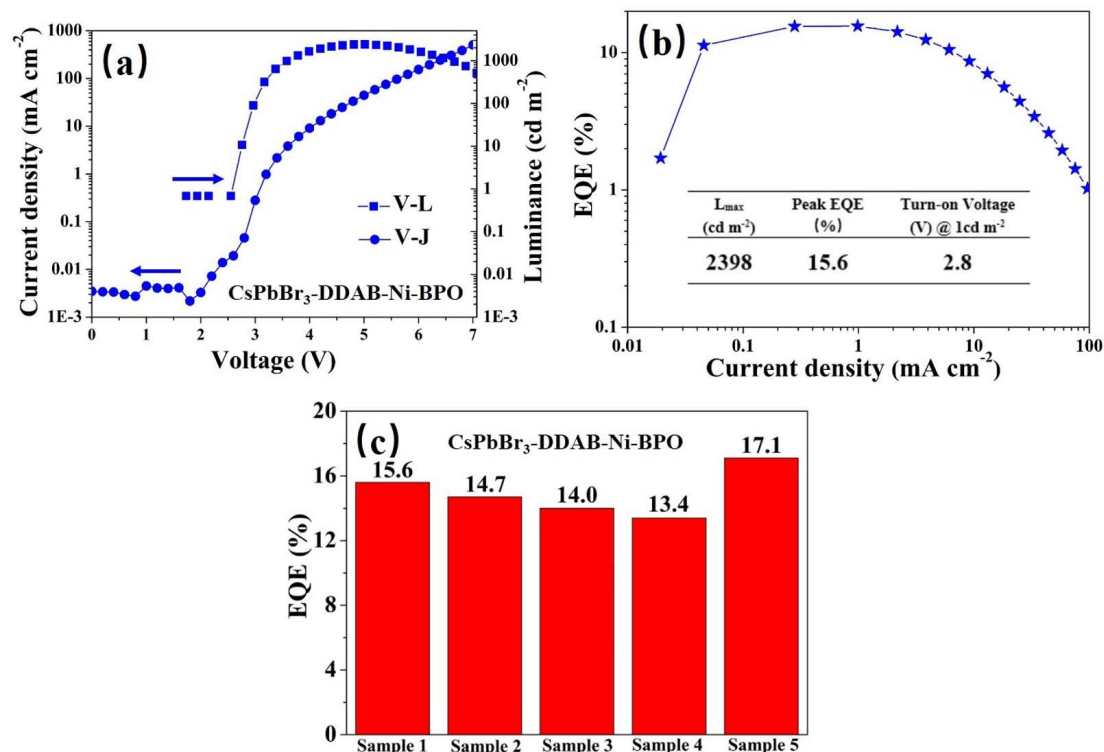 (a)
Current density (mA cm⁻²)
1000
100
10
1
0.1
0.01
1E-3
V-L
V-J
CsPbBr₃-DDAB-Ni-BPO
0 1 2 3 4 5 6 7
Voltage (V)
1000
100
10
1
0.1
0.01
1E-3
Luminance (cd m⁻²)
(b)
EQE (%)
10
1
0.1
L max Peak EQE Turn-on Voltage
(cd m⁻²) (%) (V) @ 1cd m⁻²
2398 15.6 2.8
0.01 0.1 1 10 100
Current density (mA cm⁻²)
(c)
CsPbBr₃-DDAB-Ni-BPO
EQE (%)
20
16
12
8
4
0
15.6
14.7
14.0
13.4
17.1
Sample 1 Sample 2 Sample 3 Sample 4 Sample 5